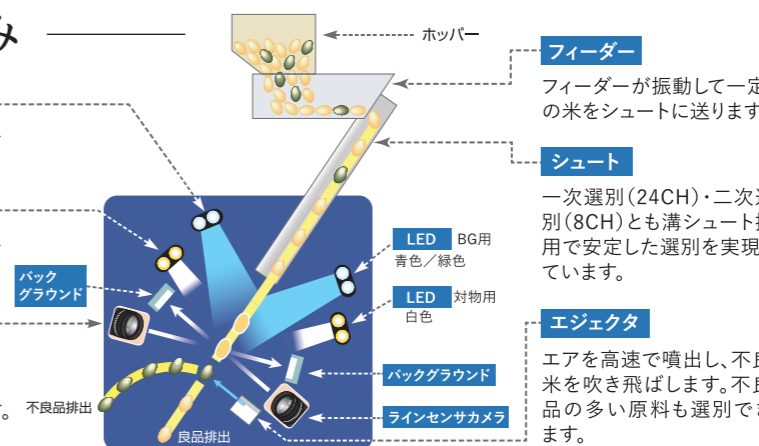 み
ホッパー
フィーダー
フィーダーが振動して一定
の米をシュートに送ります
シュート
一次選別(24CH)・二次選
別(8CH)とも溝シュート採
用で安定した選別を実現
ています。
LED BG用
青色／緑色
LED 対物用
白色
バック
グラウンド
エジェクタ
エアを高速で噴出し、不良
米を吹き飛ばします。不良
品の多い原料も選別でき
ます。
バックグラウンド
ラインセンサカメラ
す。
不良品排出
良品排出